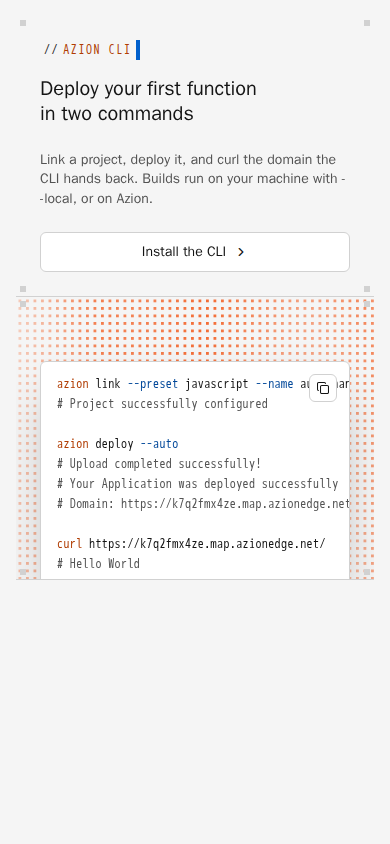 // AZION CLI
Deploy your first function
in two commands
Link a project, deploy it, and curl the domain the
CLI hands back. Builds run on your machine with -
-local, or on Azion.
Install the CLI
azion link --preset javascript --name
# Project successfully configured
azion deploy --auto
# Upload completed successfully!
# Your Application was deployed successfully
# Domain: https://k7q2fmx4ze.map.azionedge.net
curl https://k7q2fmx4ze.map.azionedge.net/
# Hello World